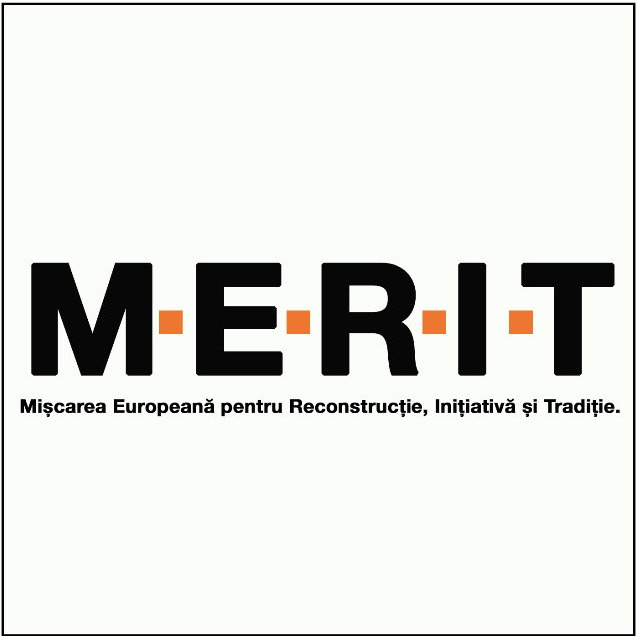 M·E·R·I·T
Mișcarea Europeană pentru Reconstrucție, Inițiativă și Tradiție.